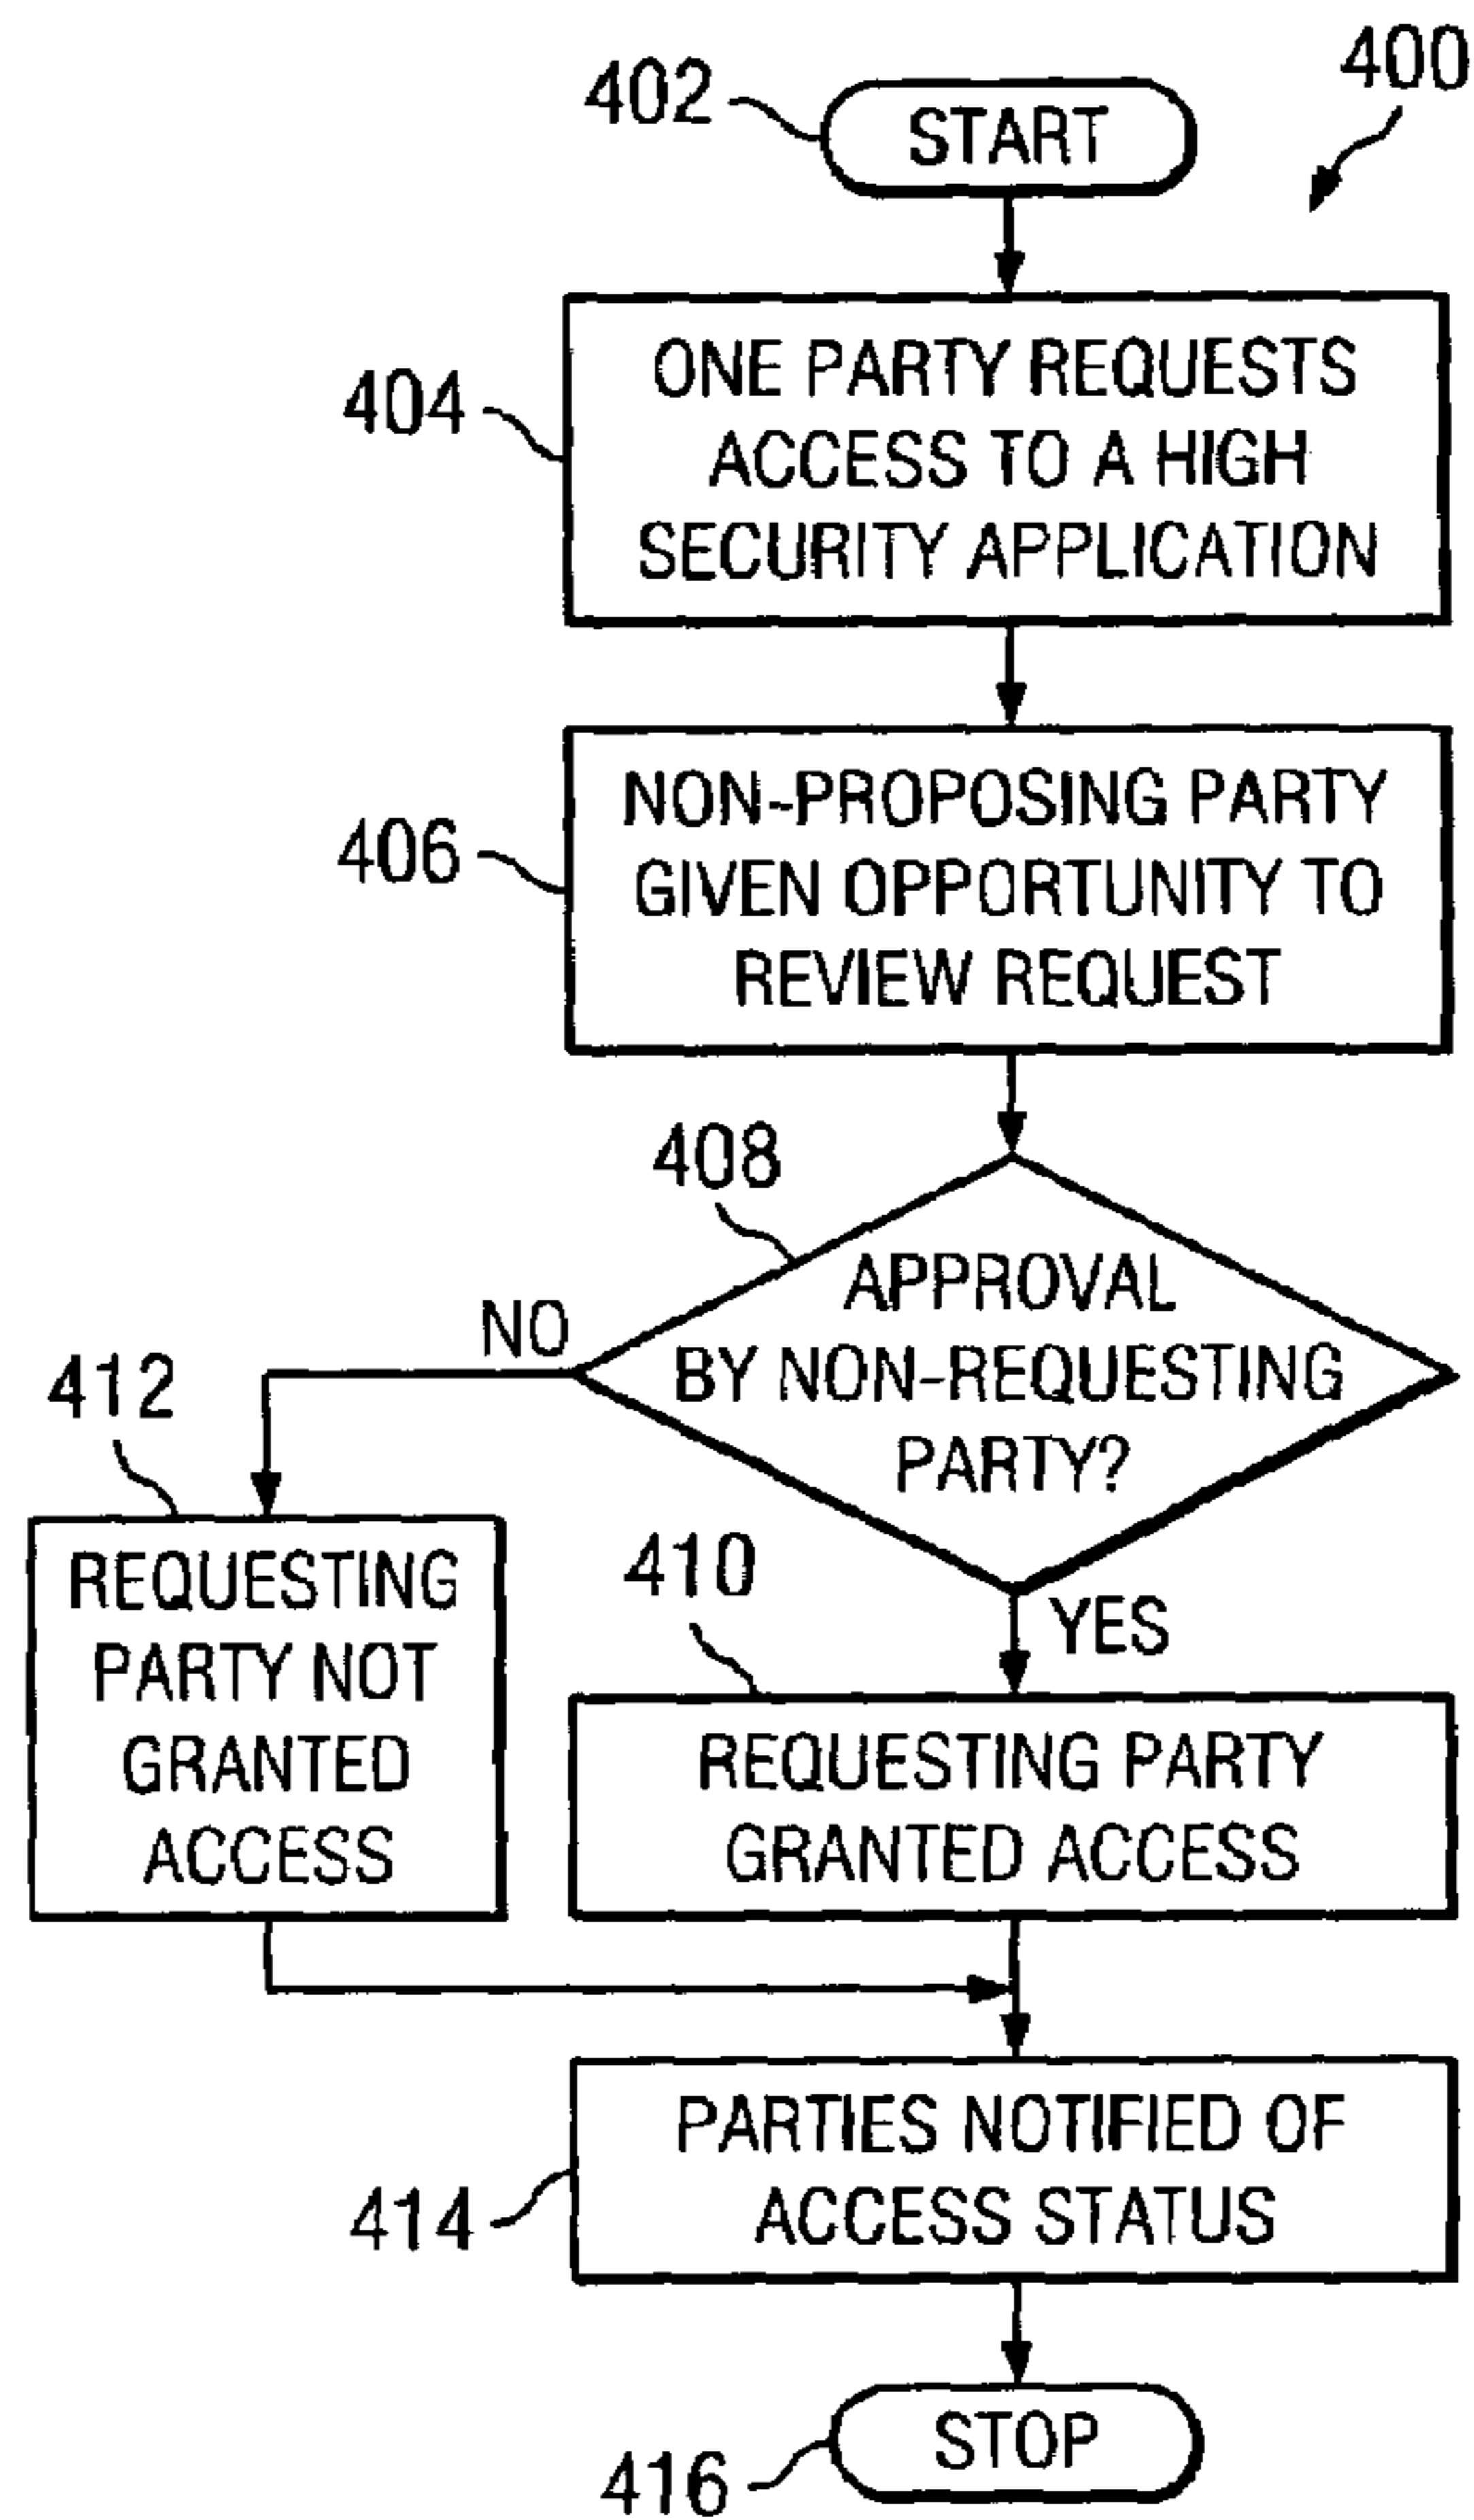 400
402
START
404
ONE PARTY REQUESTS
ACCESS TO A HIGH
SECURITY APPLICATION
406
NON-PROPOSING PARTY
GIVEN OPPORTUNITY TO
REVIEW REQUEST
408
APPROVAL
BY NON-REQUESTING
PARTY?
NO
412
REQUESTING
PARTY NOT
GRANTED
ACCESS
YES
410
REQUESTING PARTY
GRANTED ACCESS
414
PARTIES NOTIFIED OF
ACCESS STATUS
416
STOP